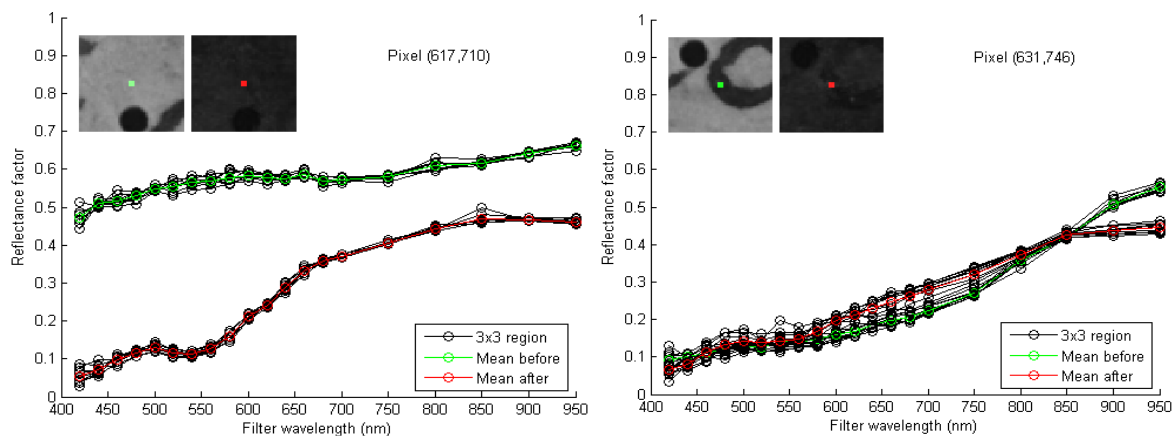 Pixel (617,710)
Reflectance factor
1
0.9
0.8
0.7
0.6
0.5
0.4
0.3
0.2
0.1
0
400 450 500 550 600 650 700 750 800 850 900 950
Filter wavelength (nm)
3x3 region
Mean before
Mean after
Pixel (631,746)
Reflectance factor
1
0.9
0.8
0.7
0.6
0.5
0.4
0.3
0.2
0.1
0
400 450 500 550 600 650 700 750 800 850 900 950
Filter wavelength (nm)
3x3 region
Mean before
Mean after